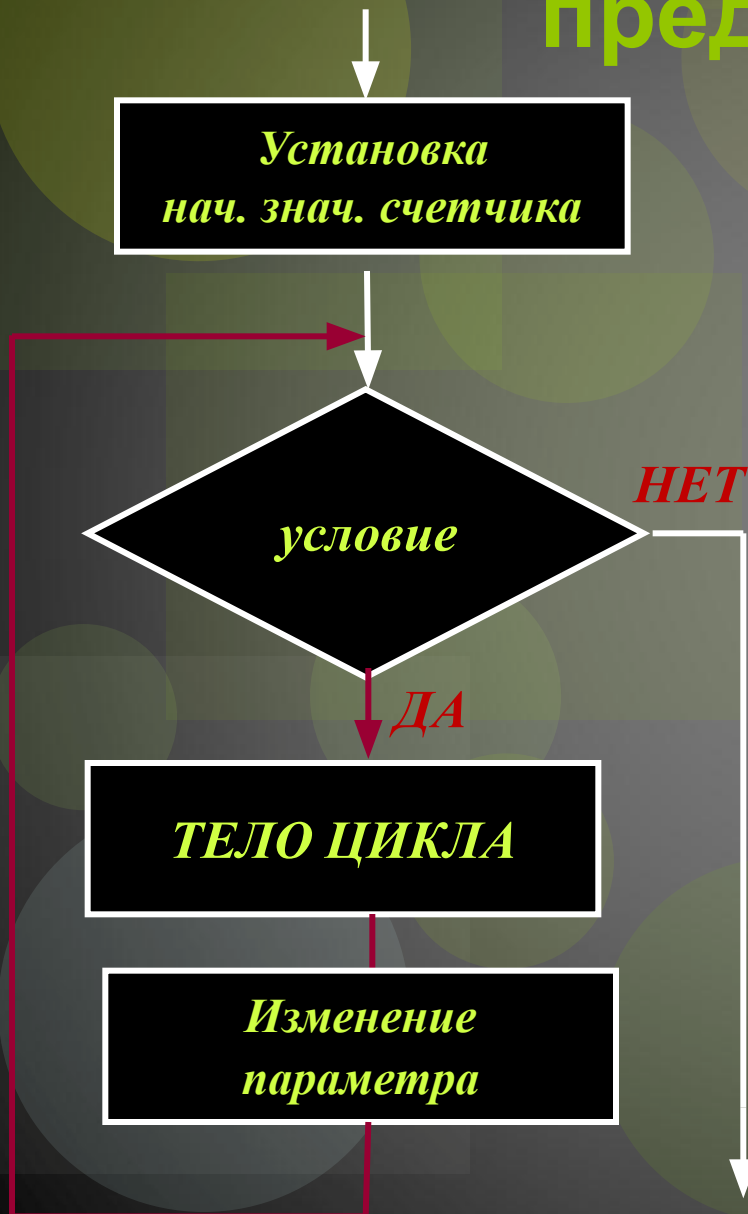 пред
Установка
нач. знач. счетчика
условие
НЕТ
ДА
ТЕЛО ЦИКЛА
Изменение
параметра